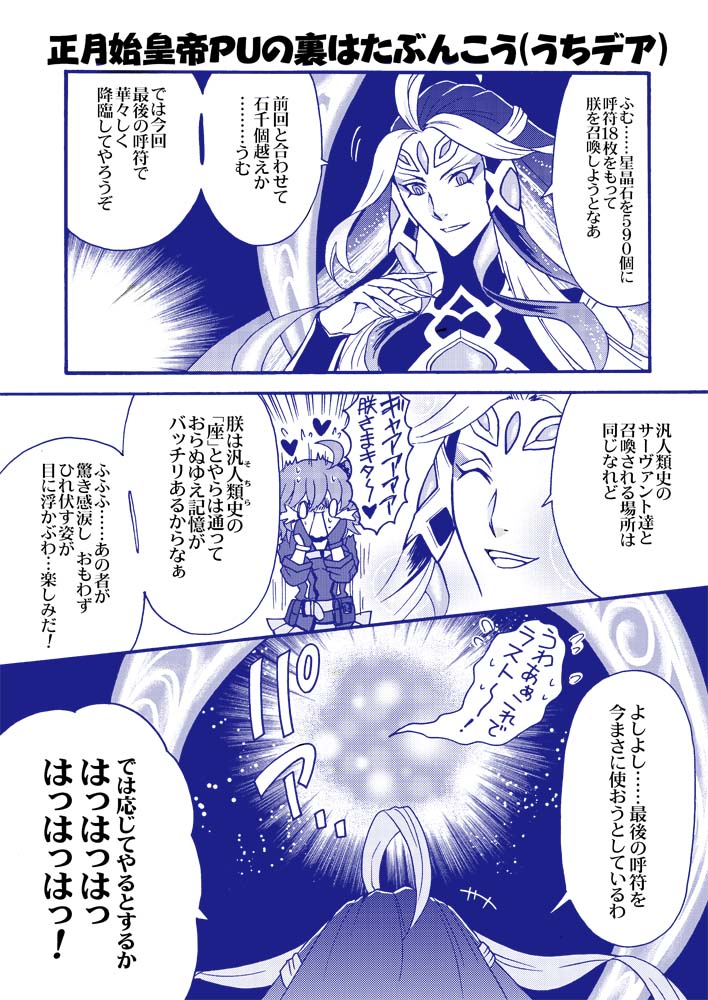 正月始皇帝PUの裏はたぶんこう(うちデア)
ふむ……星晶石を590個に
呼符18枚をもって
朕を召喚しようとなあ
前回と合わせて
石千個越えか
………うむ
では今回
最後の呼符で
華々しく
降臨してやろうぞ
汎人類史の
サーヴァント達と
召喚される場所は
同じなれど
ギャアアアアア
朕さまキタ〜♥
朕は汎人類史の
そちら
「座」とやらは通って
おらぬゆえ記憶が
バッチリあるからなぁ
ふふふ……あの者が
驚き感涙し おもわず
ひれ伏す姿が
目に浮かぶわ…楽しみだ！
よしよし……最後の呼符を
今まさに使おうとしているわ
うわあぁこれで
ラスト〜〜！
パアァ…
では応じてやるとするか
はっはっはっ
はっはっはっ！